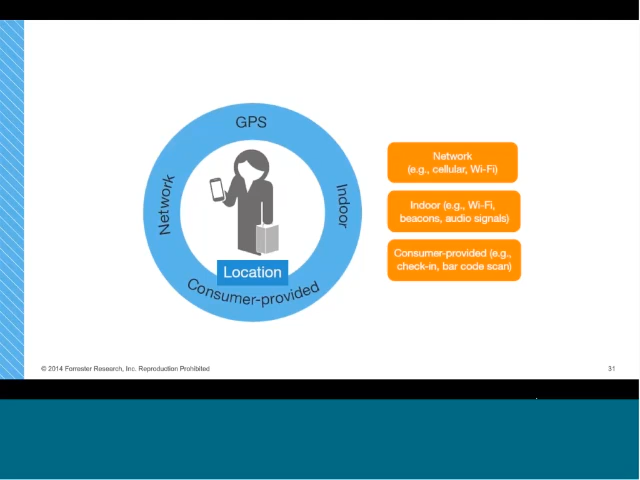 GPS
Network
Indoor
Location
Consumer-provided
Network
(e.g., cellular, Wi-Fi)
Indoor (e.g., Wi-Fi,
beacons, audio signals)
Consumer-provided (e.g.,
check-in, bar code scan)
© 2014 Forrester Research, Inc. Reproduction Prohibited
31